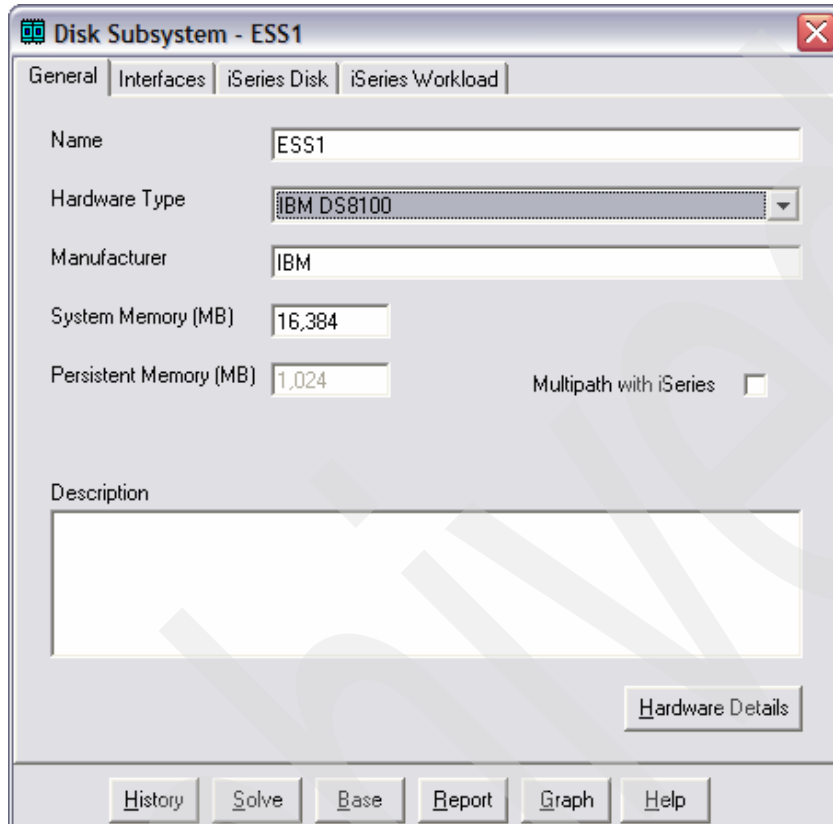 Disk Subsystem - ESS1
General Interfaces iSeries Disk iSeries Workload
Name ESS1
Hardware Type IBM DS8100
Manufacturer IBM
System Memory (MB) 16,384
Persistent Memory (MB) 1,024 Multipath with iSeries
Description
Hardware Details
History Solve Base Report Graph Help